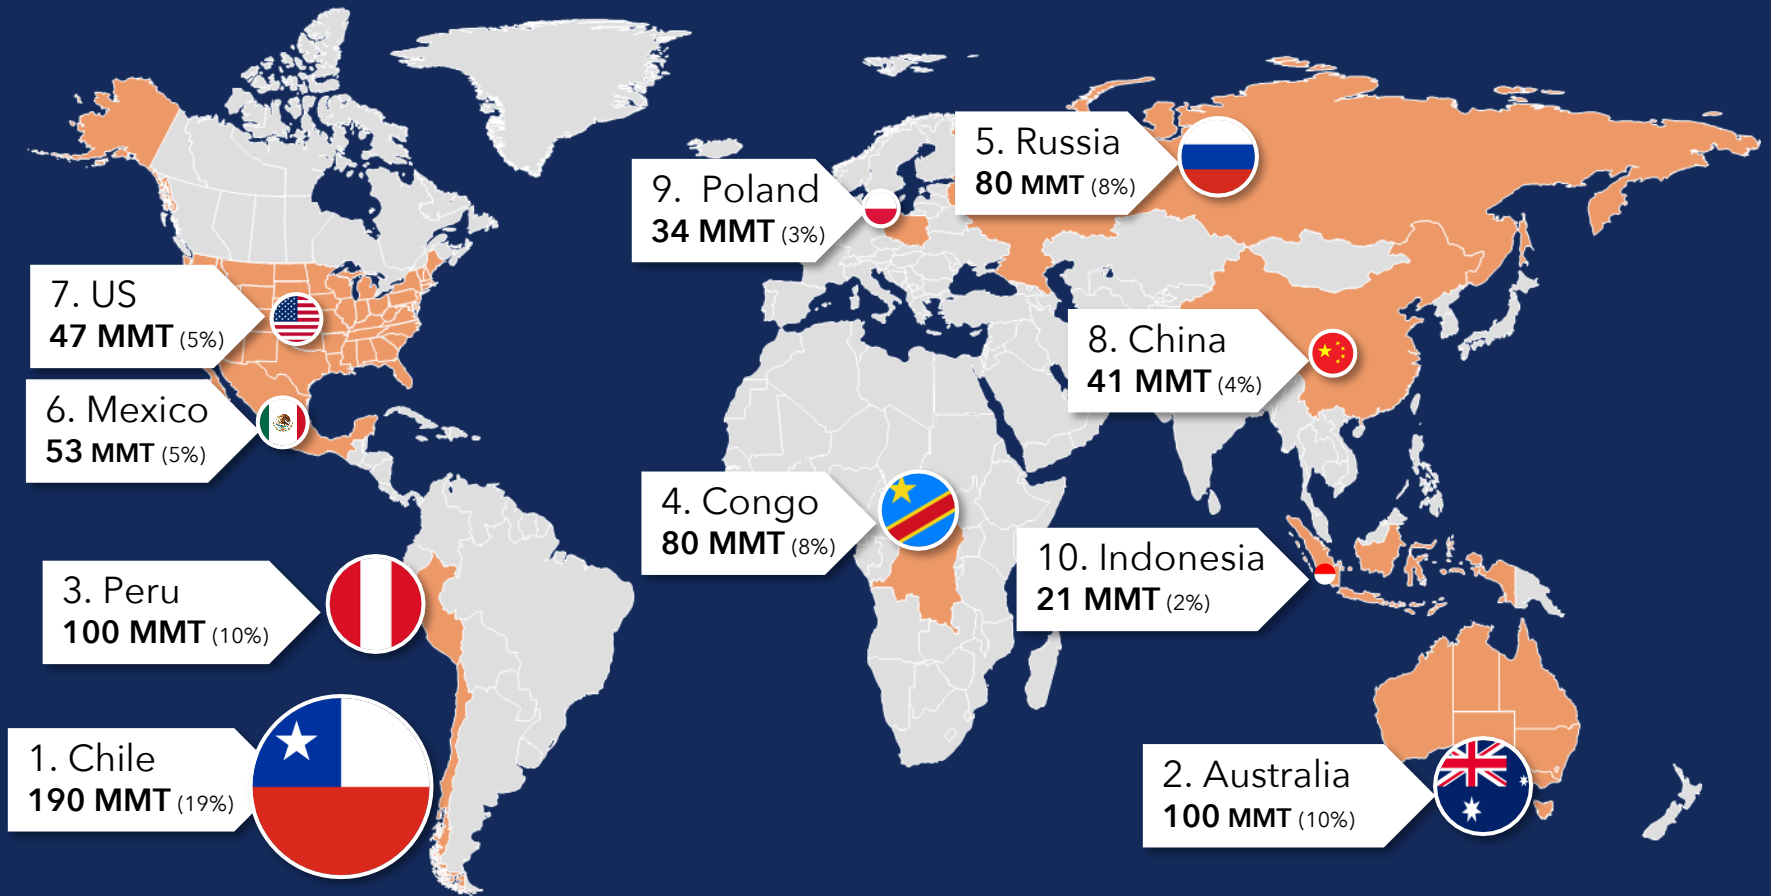 5. Russia
80 MMT (8%)
9. Poland
34 MMT (3%)
7. US
47 MMT (5%)
8. China
41 MMT (4%)
6. Mexico
53 MMT (5%)
4. Congo
80 MMT (8%)
10. Indonesia
21 MMT (2%)
3. Peru
100 MMT (10%)
1. Chile
190 MMT (19%)
2. Australia
100 MMT (10%)